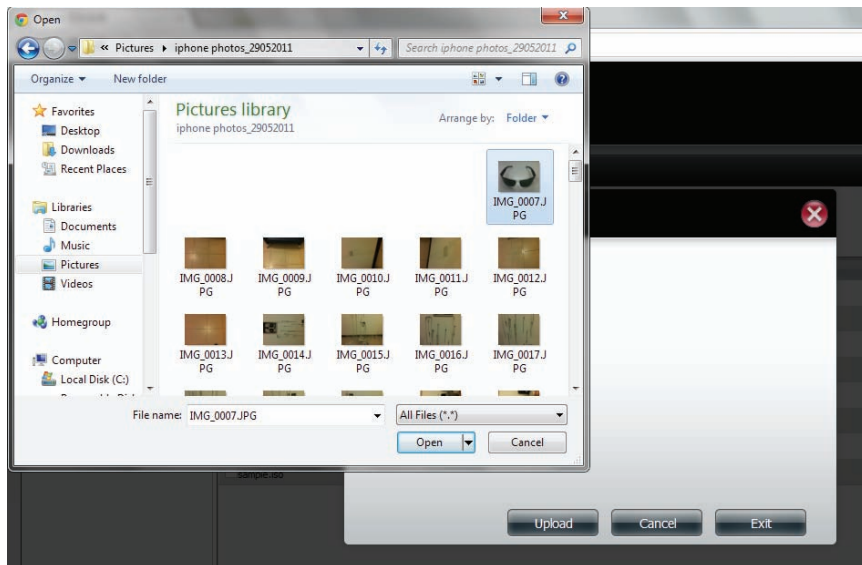 Open
« Pictures ▸ iphone photos_29052011
Search iphone photos_29052011
Organize
New folder
Favorites
Desktop
Downloads
Recent Places
Libraries
Documents
Music
Pictures
Videos
Homegroup
Computer
Local Disk (C:)
Pictures library
iphone photos_29052011
Arrange by: Folder
IMG_0007.J
PG
IMG_0008.J
PG
IMG_0009.J
PG
IMG_0010.J
PG
IMG_0011.J
PG
IMG_0012.J
PG
IMG_0013.J
PG
IMG_0014.J
PG
IMG_0015.J
PG
IMG_0016.J
PG
IMG_0017.J
PG
File name: IMG_0007.JPG
All Files (*.*)
Open
Cancel
sample.iso
Upload
Cancel
Exit